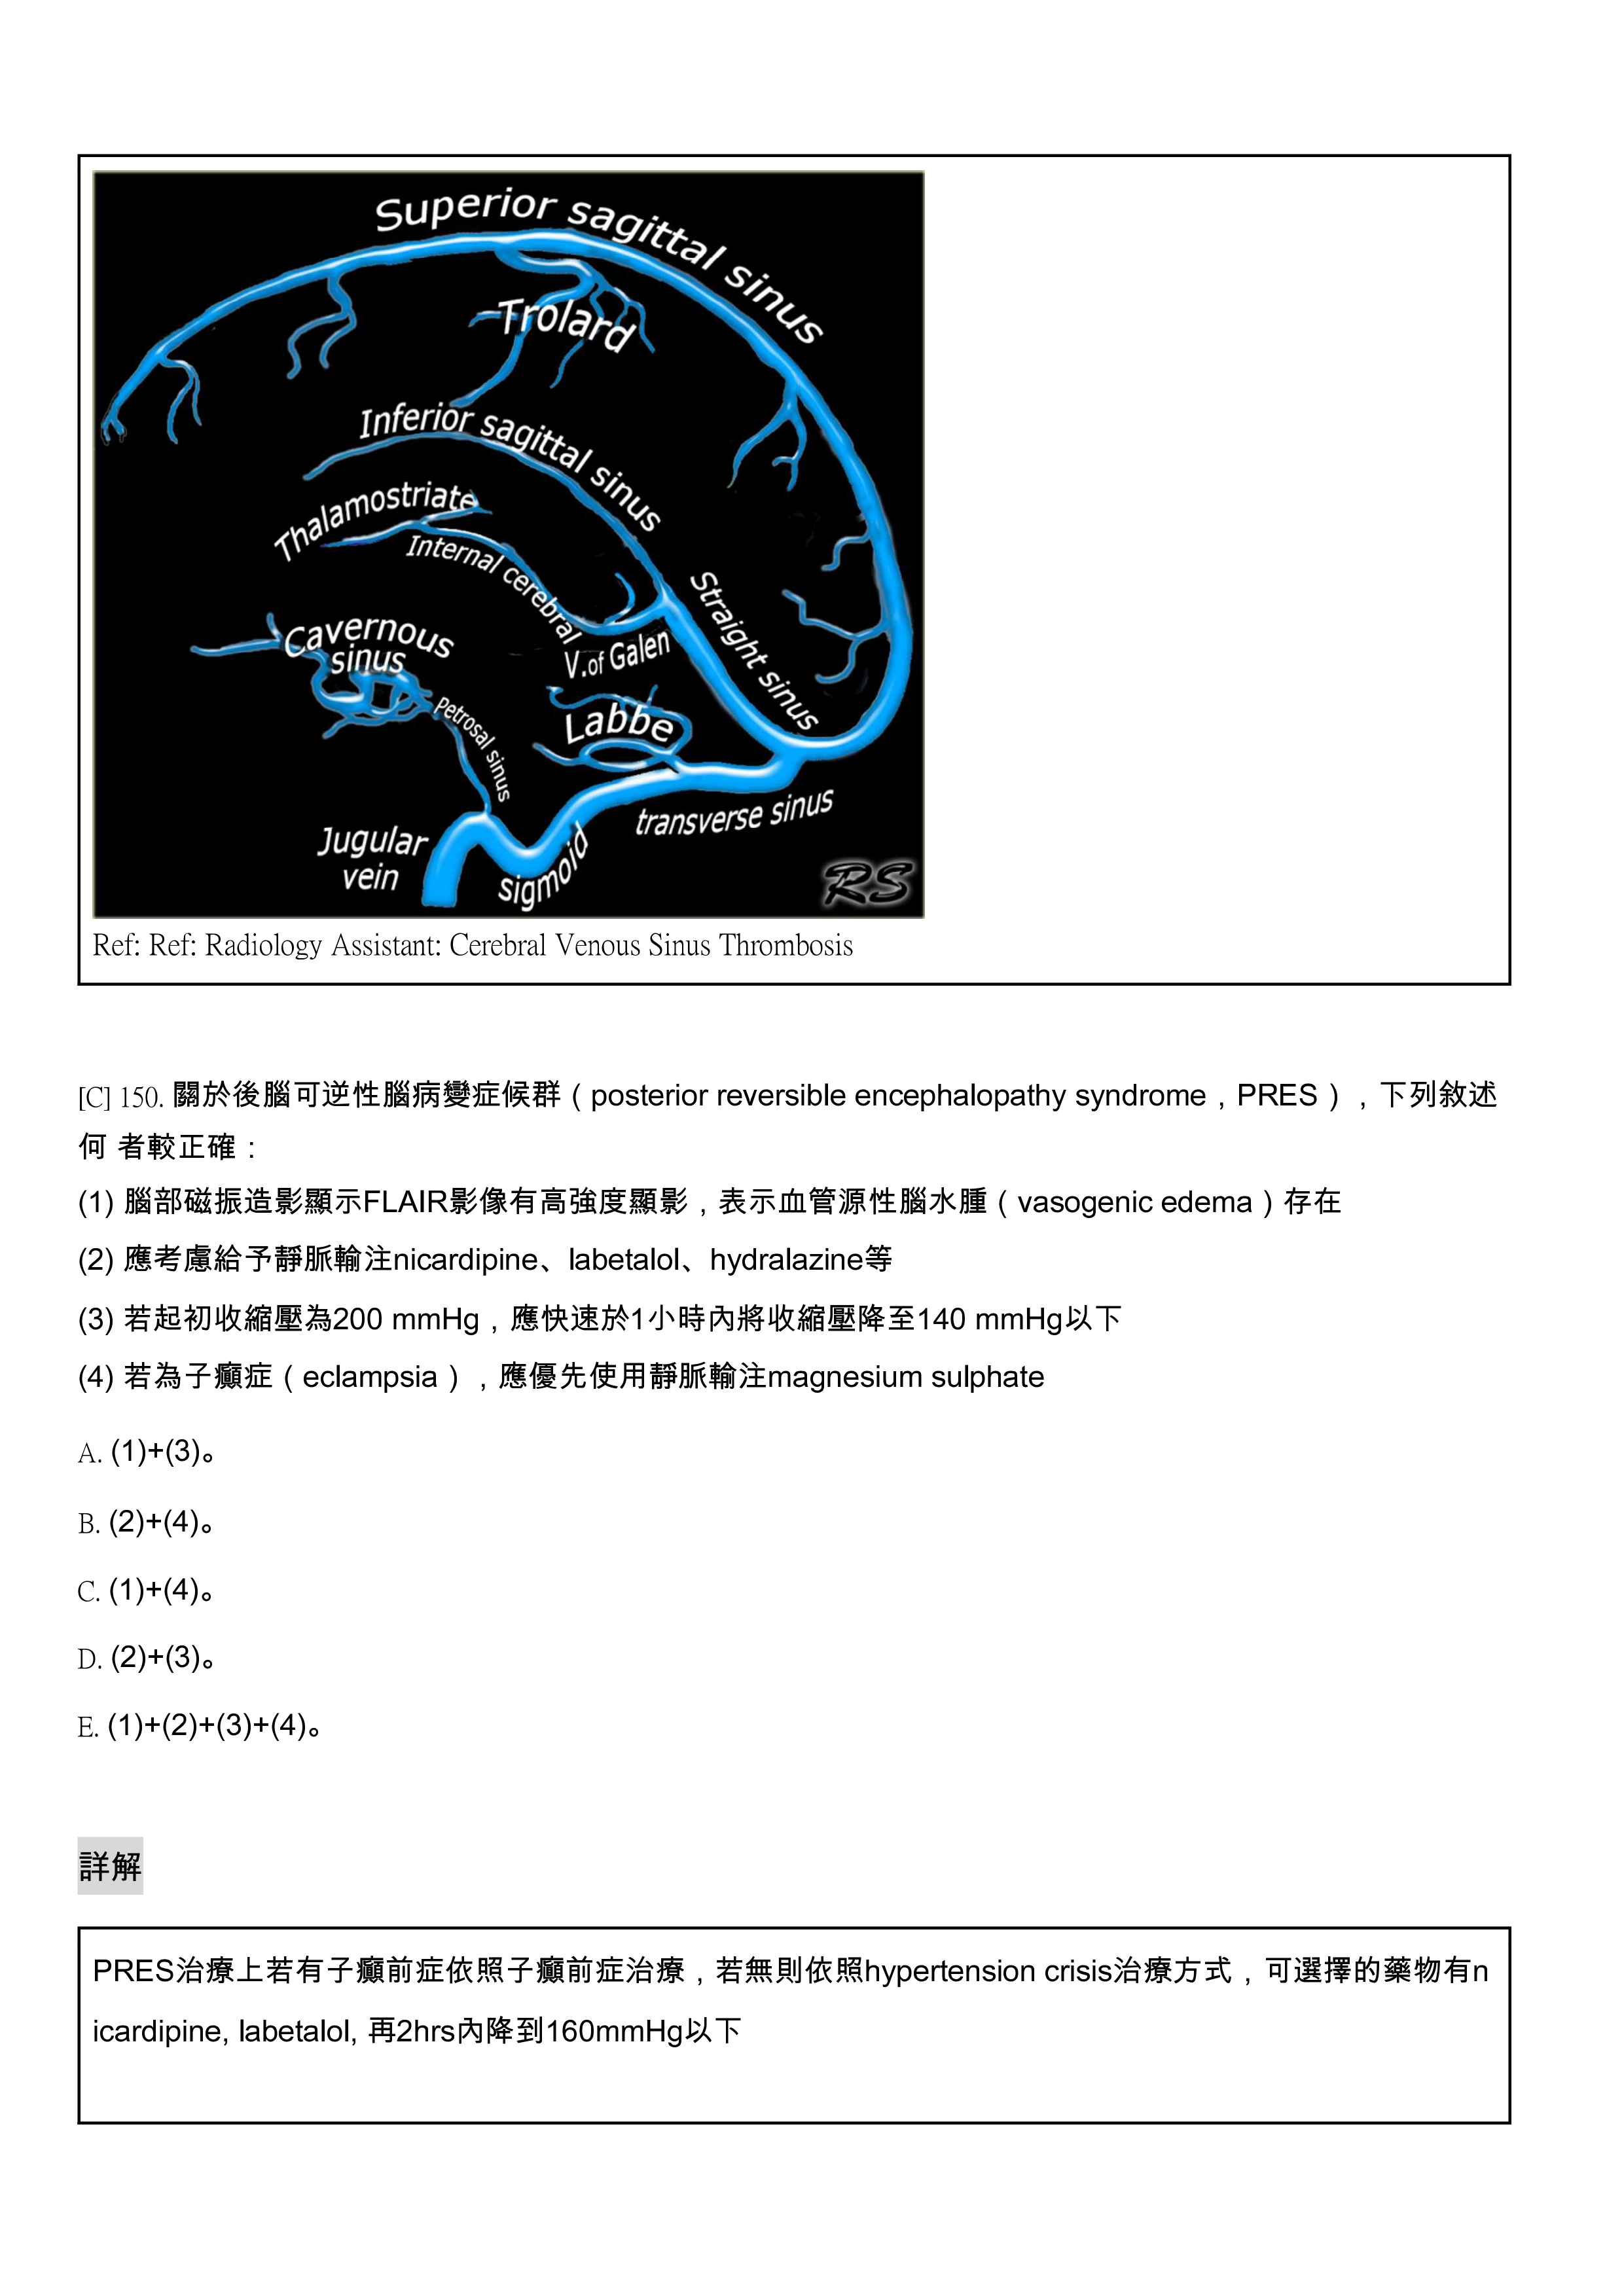 Superior sagittal sinus
Trolard
Inferior sagittal sinus
Thalamostriate
Internal cerebral
Straight sinus
Cavernous
sinus
V.of Galen
Petrosal sinus
Labbe
transverse sinus
Jugular
vein
sigmoid
RS
Ref: Ref: Radiology Assistant: Cerebral Venous Sinus Thrombosis
[C] 150. 關於後腦可逆性腦病變症候群（posterior reversible encephalopathy syndrome，PRES），下列敘述
何 者較正確：
(1) 腦部磁振造影顯示FLAIR影像有高強度顯影，表示血管源性腦水腫（vasogenic edema）存在
(2) 應考慮給予靜脈輸注nicardipine、labetalol、hydralazine等
(3) 若起初收縮壓為200 mmHg，應快速於1小時內將收縮壓降至140 mmHg以下
(4) 若為子癲症（eclampsia），應優先使用靜脈輸注magnesium sulphate
A. (1)+(3)。
B. (2)+(4)。
C. (1)+(4)。
D. (2)+(3)。
E. (1)+(2)+(3)+(4)。
詳解
PRES治療上若有子癲前症依照子癲前症治療，若無則依照hypertension crisis治療方式，可選擇的藥物有n
icardipine, labetalol, 再2hrs內降到160mmHg以下